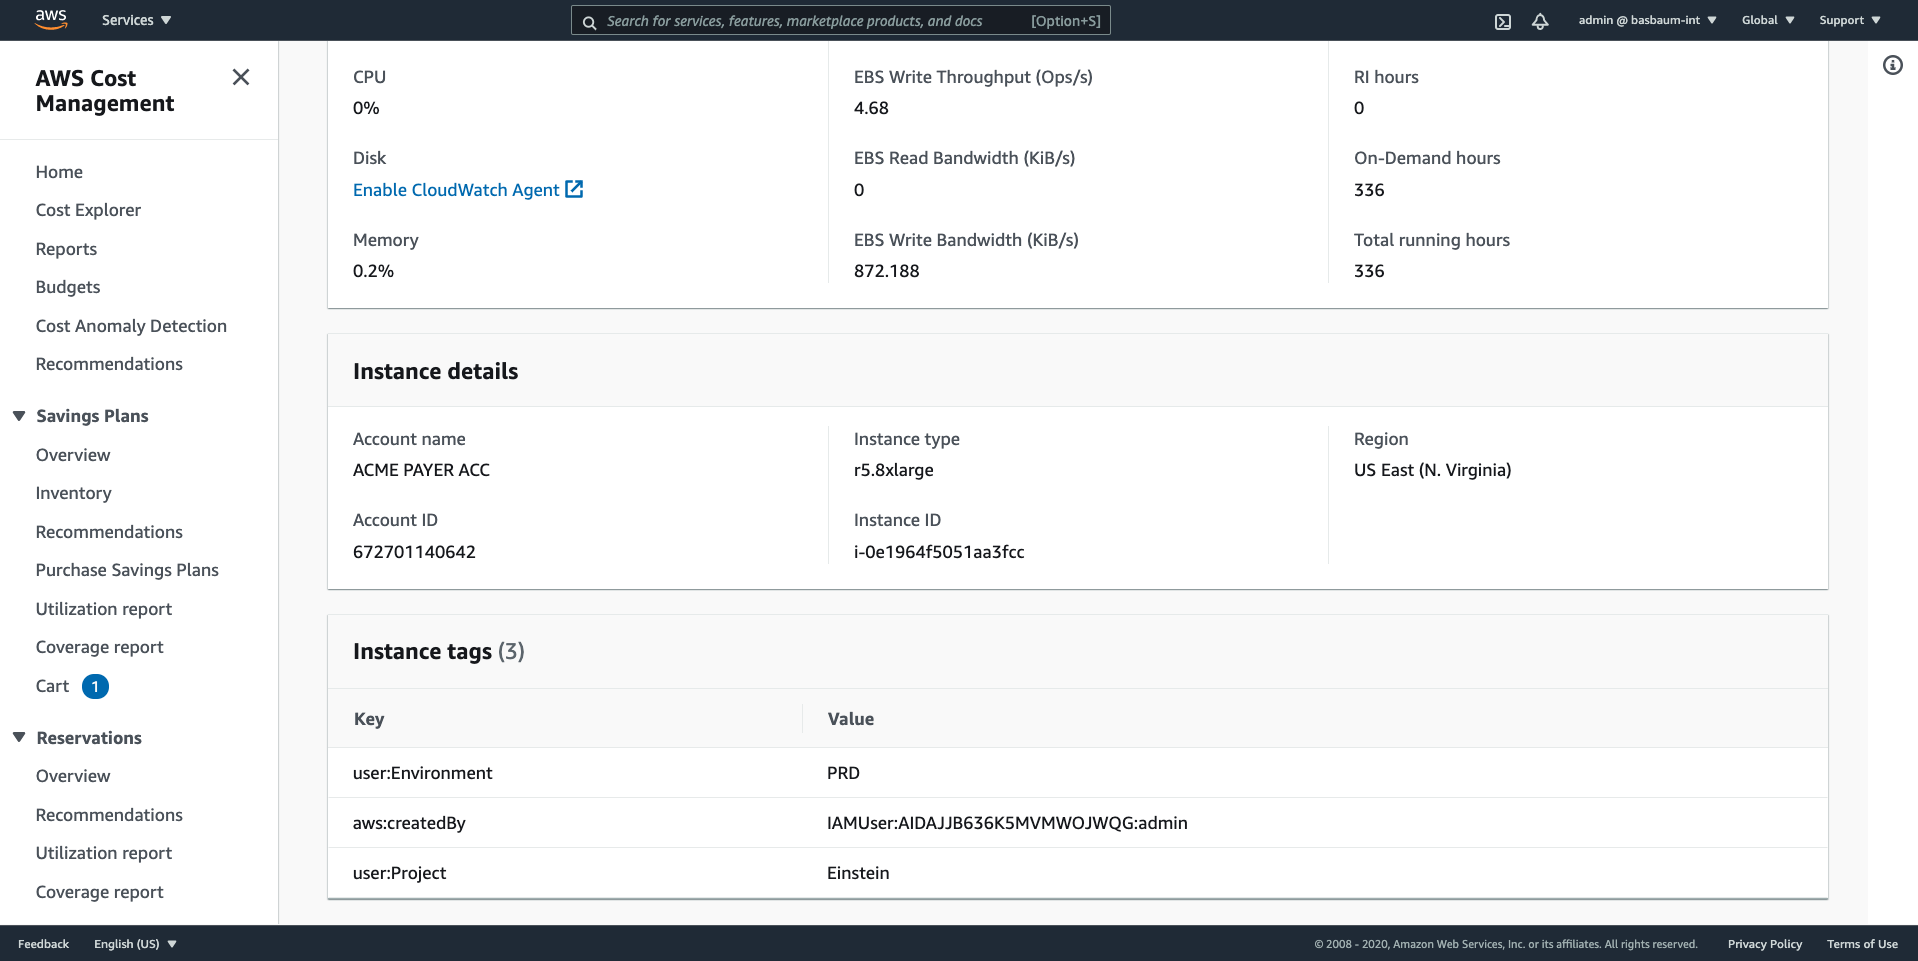 aws
Services
Search for services, features, marketplace products, and docs
[Option+S]
admin @ basbaum-int
Global
Support
AWS Cost
Management
Home
Cost Explorer
Reports
Budgets
Cost Anomaly Detection
Recommendations
Savings Plans
Overview
Inventory
Recommendations
Purchase Savings Plans
Utilization report
Coverage report
Cart 1
Reservations
Overview
Recommendations
Utilization report
Coverage report
CPU
0%
Disk
Enable CloudWatch Agent
Memory
0.2%
EBS Write Throughput (Ops/s)
4.68
EBS Read Bandwidth (KiB/s)
0
EBS Write Bandwidth (KiB/s)
872.188
RI hours
0
On-Demand hours
336
Total running hours
336
Instance details
Account name
ACME PAYER ACC
Account ID
672701140642
Instance type
r5.8xlarge
Instance ID
i-0e1964f5051aa3fcc
Region
US East (N. Virginia)
Instance tags (3)
Key
Value
user:Environment
PRD
aws:createdBy
IAMUser:AIDAJJB636K5MVMWOJWQG:admin
user:Project
Einstein
Feedback
English (US)
© 2008 - 2020, Amazon Web Services, Inc. or its affiliates. All rights reserved.
Privacy Policy
Terms of Use